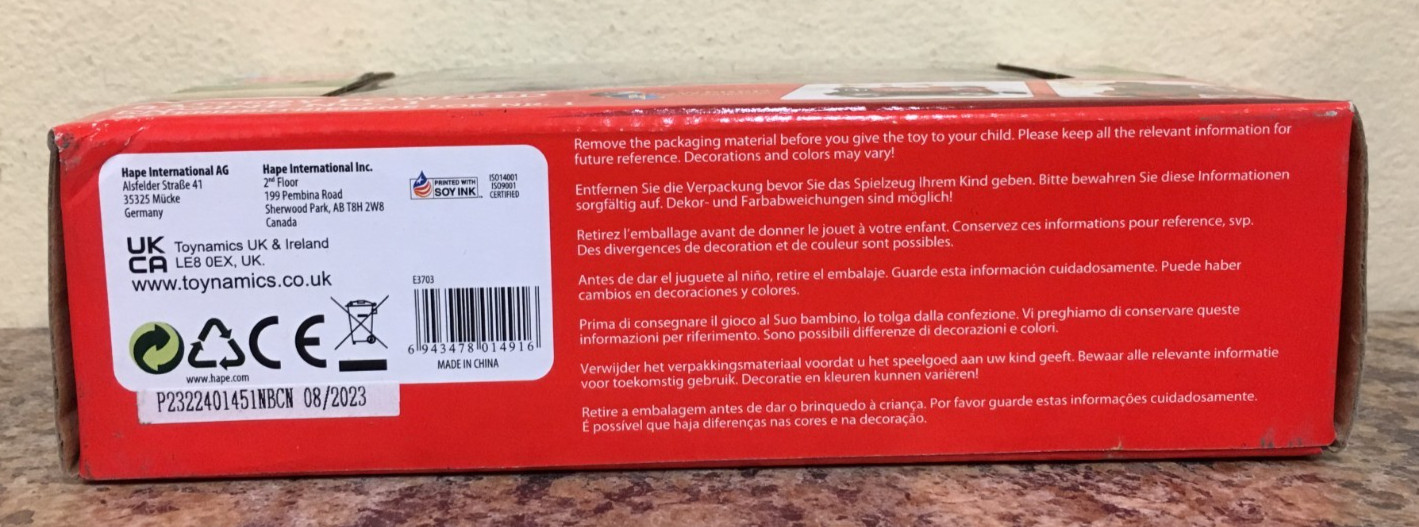 Hape International AG
Alsfelder Straße 41
35325 Mücke
Germany
Hape International Inc.
2nd Floor
199 Pembina Road
Sherwood Park, AB T8H 2W8
Canada
PRINTED WITH
SOY INK
ISO14001
ISO9001
CERTIFIED
UK
CA
Toynamics UK & Ireland
LE8 0EX, UK.
www.toynamics.co.uk
CE
www.hape.com
E3703
6 943478 014916
MADE IN CHINA
P2322401451NBCN 08/2023
Remove the packaging material before you give the toy to your child. Please keep all the relevant information for
future reference. Decorations and colors may vary!
Entfernen Sie die Verpackung bevor Sie das Spielzeug Ihrem Kind geben. Bitte bewahren Sie diese Informationen
sorgfältig auf. Dekor- und Farbabweichungen sind möglich!
Retirez l'emballage avant de donner le jouet à votre enfant. Conservez ces informations pour reference, svp.
Des divergences de decoration et de couleur sont possibles.
Antes de dar el juguete al niño, retire el embalaje. Guarde esta información cuidadosamente. Puede haber
cambios en decoraciones y colores.
Prima di consegnare il gioco al Suo bambino, lo tolga dalla confezione. Vi preghiamo di conservare queste
informazioni per riferimento. Sono possibili differenze di decorazioni e colori.
Verwijder het verpakkingsmateriaal voordat u het speelgoed aan uw kind geeft. Bewaar alle relevante informatie
voor toekomstig gebruik. Decoratie en kleuren kunnen variëren!
Retire a embalagem antes de dar o brinquedo à criança. Por favor guarde estas informações cuidadosamente.
É possível que haja diferenças nas cores e na decoração.